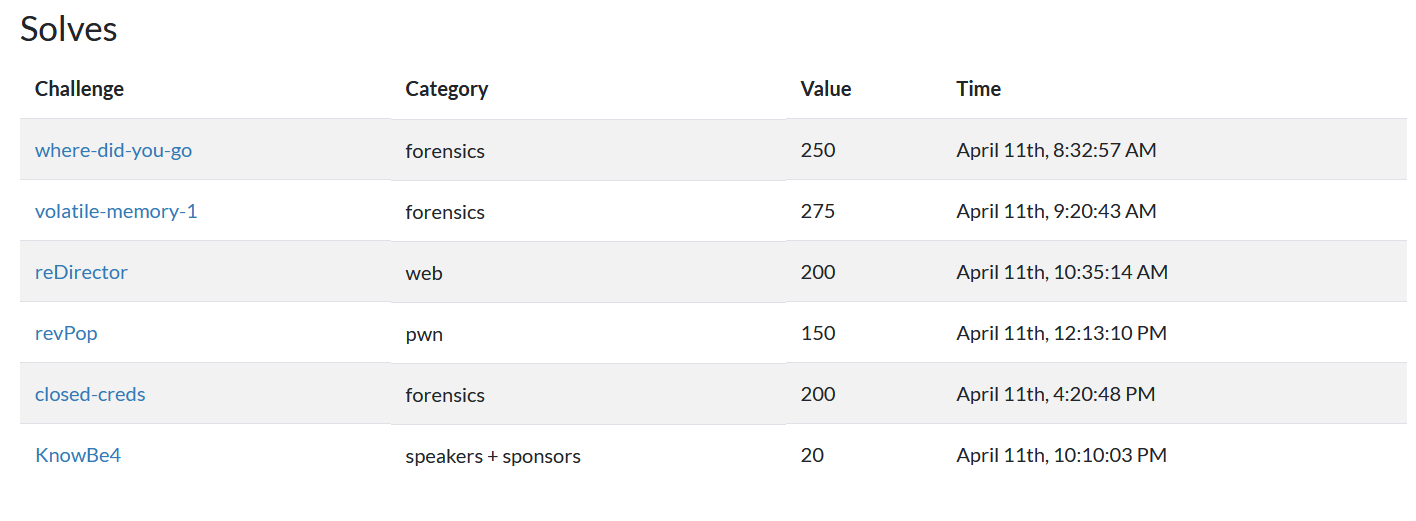 Solves
Challenge Category Value Time
where-did-you-go forensics 250 April 11th, 8:32:57 AM
volatile-memory-1 forensics 275 April 11th, 9:20:43 AM
reDirector web 200 April 11th, 10:35:14 AM
revPop pwn 150 April 11th, 12:13:10 PM
closed-creds forensics 200 April 11th, 4:20:48 PM
KnowBe4 speakers + sponsors 20 April 11th, 10:10:03 PM